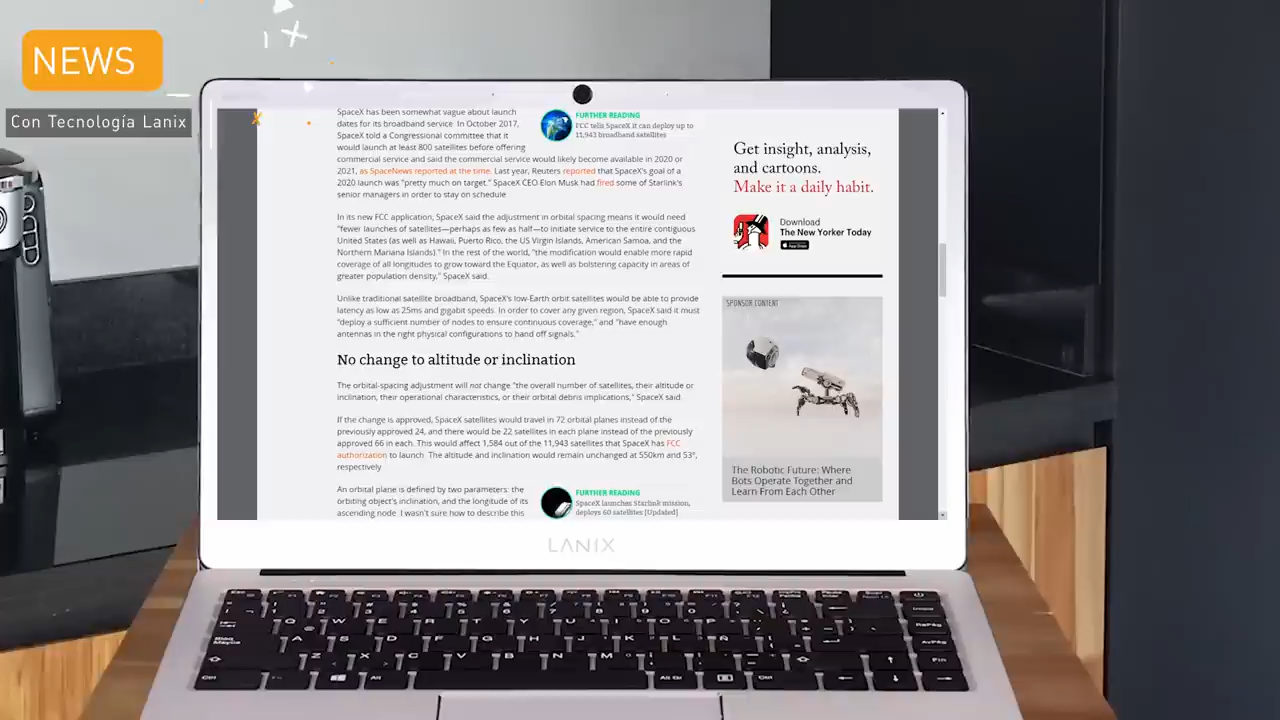 NEWS
Con Tecnología Lanix
SpaceX has been somewhat vague about launch
dates for its broadband service. In October 2017,
SpaceX told a Congressional committee that it
would launch at least 800 satellites before offering
commercial service and said the commercial service would likely become available in 2020 or
2021, as SpaceNews reported at the time. Last year, Reuters reported that SpaceX's goal of a
2020 launch was "pretty much on target." SpaceX CEO Elon Musk had fired some of Starlink's
senior managers in order to stay on schedule.
FURTHER READING
FCC tells SpaceX it can deploy up to
11,943 broadband satellites
In its new FCC application, SpaceX said the adjustment in orbital spacing means it would need
"fewer launches of satellites—perhaps as few as half—to initiate service to the entire contiguous
United States (as well as Hawaii, Puerto Rico, the US Virgin Islands, American Samoa, and the
Northern Mariana Islands)." In the rest of the world, "the modification would enable more rapid
coverage of all longitudes to grow toward the Equator, as well as bolstering capacity in areas of
greater population density," SpaceX said.
Unlike traditional satellite broadband, SpaceX's low-Earth orbit satellites would be able to provide
latency as low as 25ms and gigabit speeds. In order to cover any given region, SpaceX said it must
"deploy a sufficient number of nodes to ensure continuous coverage," and "have enough
antennas in the right physical configurations to hand off signals."
No change to altitude or inclination
The orbital-spacing adjustment will not change "the overall number of satellites, their altitude or
inclination, their operational characteristics, or their orbital debris implications," SpaceX said.
If the change is approved, SpaceX satellites would travel in 72 orbital planes instead of the
previously approved 24, and there would be 22 satellites in each plane instead of the previously
approved 66 in each. This would affect 1,584 out of the 11,943 satellites that SpaceX has FCC
authorization to launch. The altitude and inclination would remain unchanged at 550km and 53°,
respectively.
An orbital plane is defined by two parameters: the
orbiting object's inclination, and the longitude of its
ascending node. I wasn't sure how to describe this
FURTHER READING
SpaceX launches Starlink mission,
deploys 60 satellites [Updated]
Get insight, analysis,
and cartoons.
Make it a daily habit.
Download
The New Yorker Today
App Store
SPONSOR CONTENT
The Robotic Future: Where
Bots Operate Together and
Learn From Each Other
LANIX
Q W E R T Y U I O P
A S D F G H J K L Ñ
Z X C V B N M
Ctrl Alt Alt Gr Ctrl